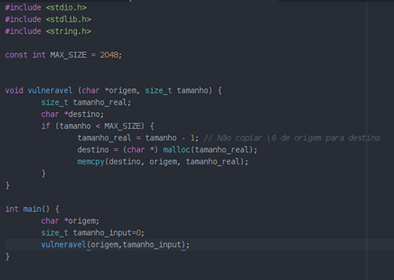 #include <stdio.h>
#include <stdlib.h>
#include <string.h>
const int MAX_SIZE = 2048;
void vulneravel (char *origem, size_t tamanho) {
size_t tamanho_real;
char *destino;
if (tamanho < MAX_SIZE) {
tamanho_real = tamanho - 1; // Não copiar \0 de origem para destino
destino = (char *) malloc(tamanho_real);
memcpy(destino, origem, tamanho_real);
}
}
int main() {
char *origem;
size_t tamanho_input=0;
vulneravel(origem,tamanho_input);
}